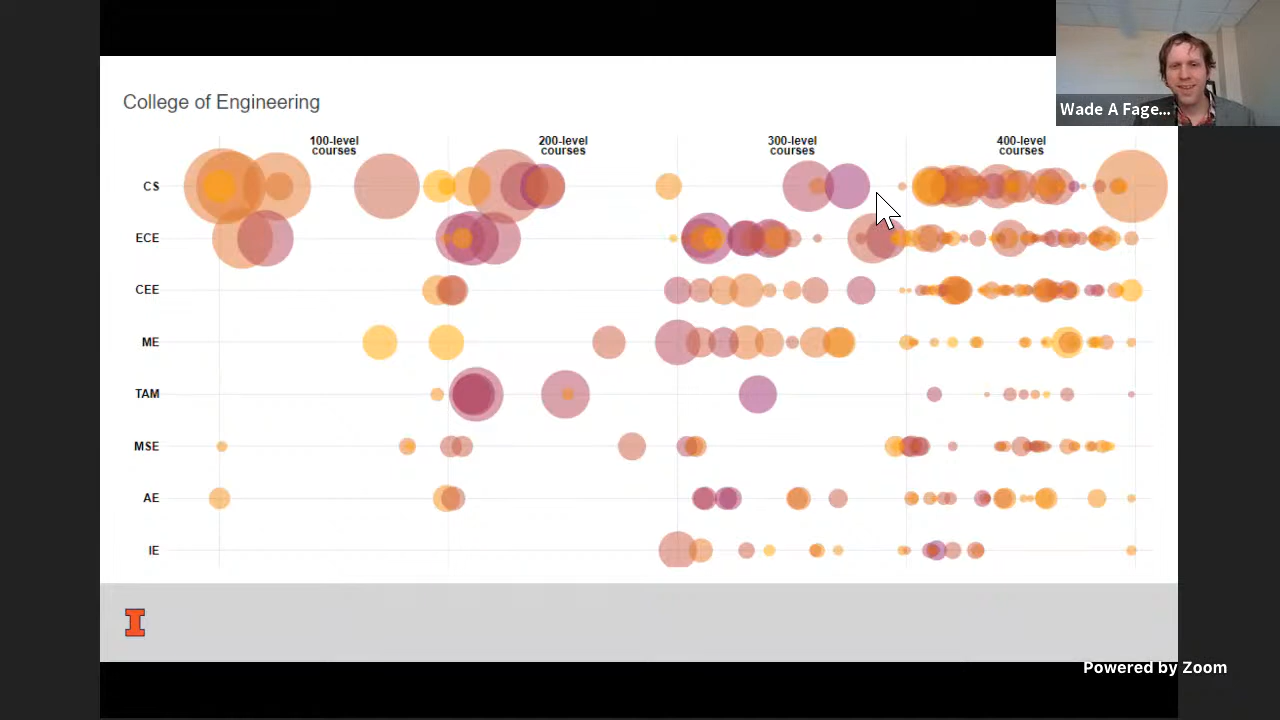 College of Engineering
100-level
courses
200-level
courses
300-level
courses
400-level
courses
CS
ECE
CEE
ME
TAM
MSE
AE
IE
Wade A Fage...
Powered by Zoom